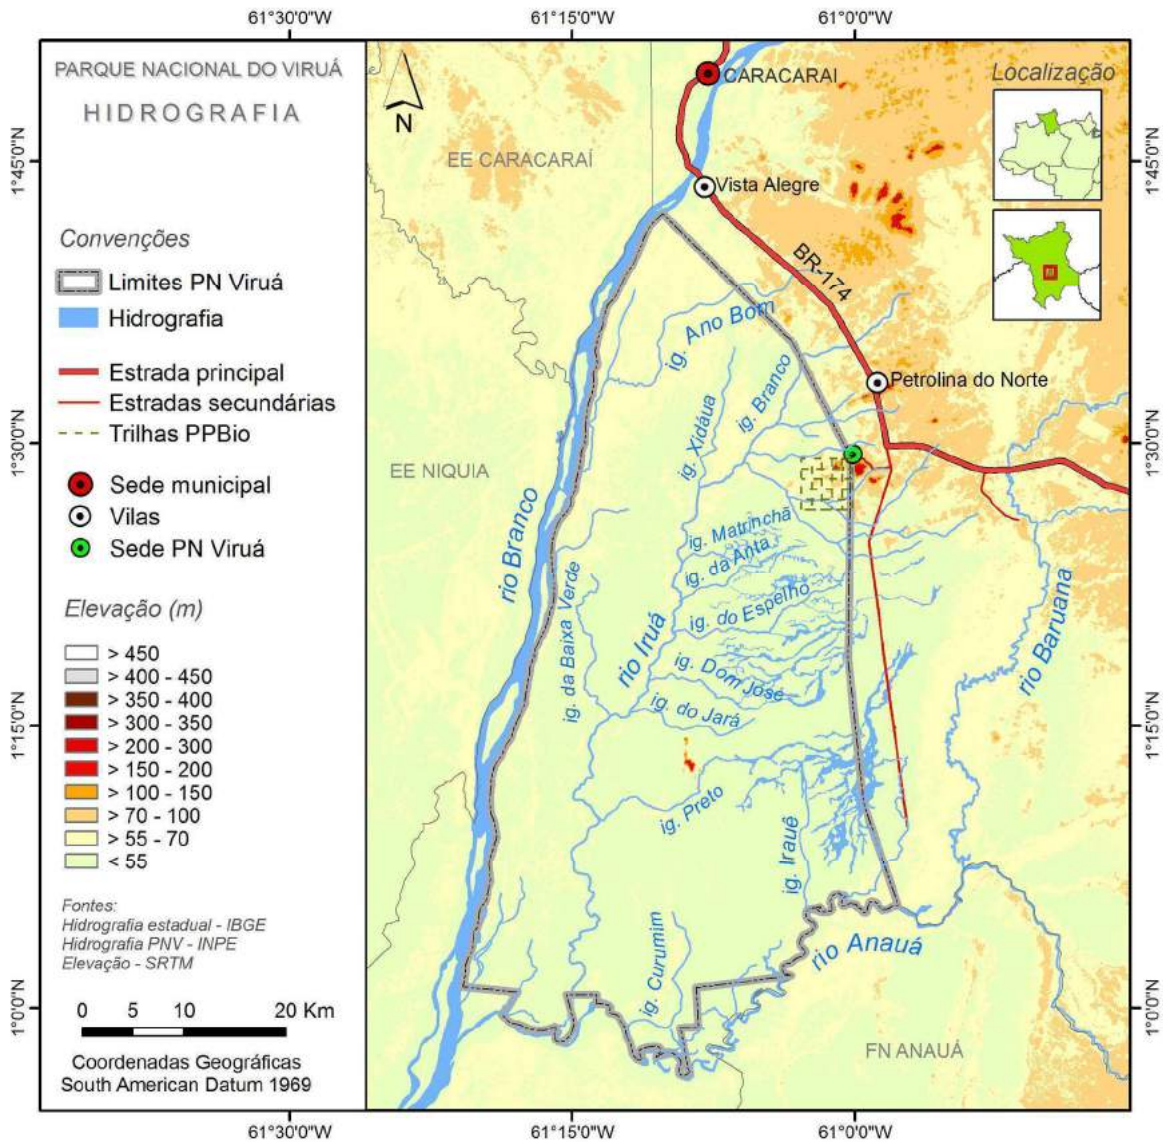 61°30'0"W
61°15'0"W
61°0'0"W
PARQUE NACIONAL DO VIRUÁ
HIDROGRAFIA
Convenções
Limites PN Viruá
Hidrografia
Estrada principal
Estradas secundárias
Trilhas PPBio
Sede municipal
Vilas
Sede PN Viruá
Elevação (m)
> 450
> 400 - 450
> 350 - 400
> 300 - 350
> 200 - 300
> 150 - 200
> 100 - 150
> 70 - 100
> 55 - 70
< 55
Fontes:
Hidrografia estadual - IBGE
Hidrografia PNV - INPE
Elevação - SRTM
0 5 10 20 Km
Coordenadas Geográficas
South American Datum 1969
N
CARACARAI
Localização
EE CARACARAÍ
Vista Alegre
BR-174
ig. Ano Bom
Petrolina do Norte
ig. Branco
ig. Xidaua
EE NIQUIA
rio Branco
ig. Matrinchã
ig. da Anta
ig. do Espelho
ig. da Baixa Verde
rio Iruá
rio Baruana
ig. Dom José
ig. do Jará
ig. Preto
ig. Irauê
ig. Curumim
rio Anauá
FN ANAUÁ
1°45'0"N
1°30'0"N
1°15'0"N
1°0'0"N
1°45'0"N
1°30'0"N
1°15'0"N
1°0'0"N
61°30'0"W
61°15'0"W
61°0'0"W